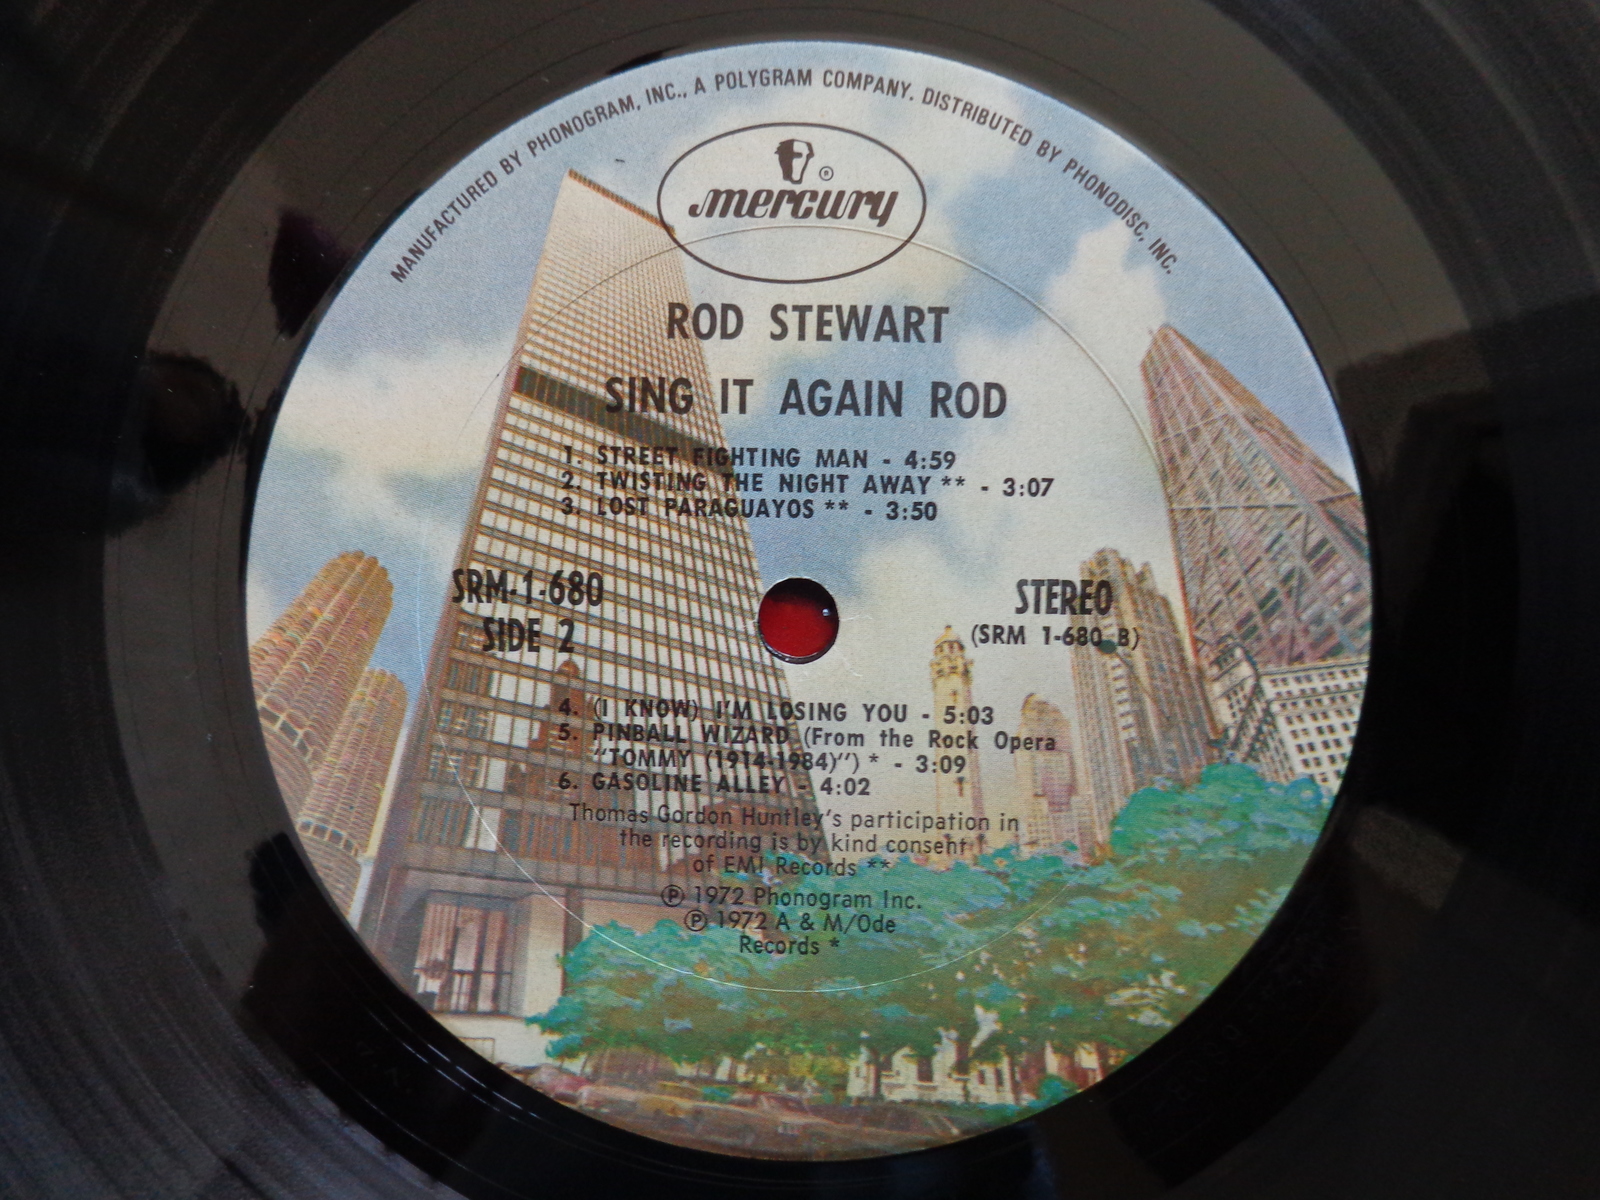 MANUFACTURED BY PHONOGRAM, INC., A POLYGRAM COMPANY. DISTRIBUTED BY PHONODISC, INC.
®
mercury
ROD STEWART
SING IT AGAIN ROD
1. STREET FIGHTING MAN - 4:59
2. TWISTING THE NIGHT AWAY ** - 3:07
3. LOST PARAGUAYOS ** - 3:50
SRM-1-680
SIDE 2
STEREO
(SRM 1-680 B)
4. (I KNOW) I'M LOSING YOU - 5:03
5. PINBALL WIZARD (From the Rock Opera
"TOMMY (1914-1984)") * - 3:09
6. GASOLINE ALLEY - 4:02
Thomas Gordon Huntley's participation in
the recording is by kind consent
of EMI Records **
Ⓟ 1972 Phonogram Inc.
Ⓟ 1972 A & M/Ode
Records *